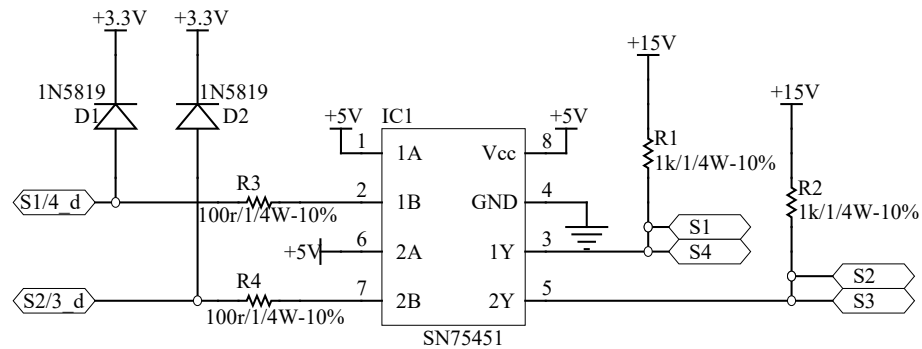 +3.3V +3.3V
+15V
1N5819 1N5819
D1 D2
+15V
+5V IC1 +5V
1 1A Vcc 8
R1
1k/1/4W-10%
R3
S1/4_d 2 1B GND 4
100r/1/4W-10%
R2
1k/1/4W-10%
S1
+5V 6 2A 1Y 3 S4
R4
S2
S2/3_d 7 2B 2Y 5 S3
100r/1/4W-10%
SN75451